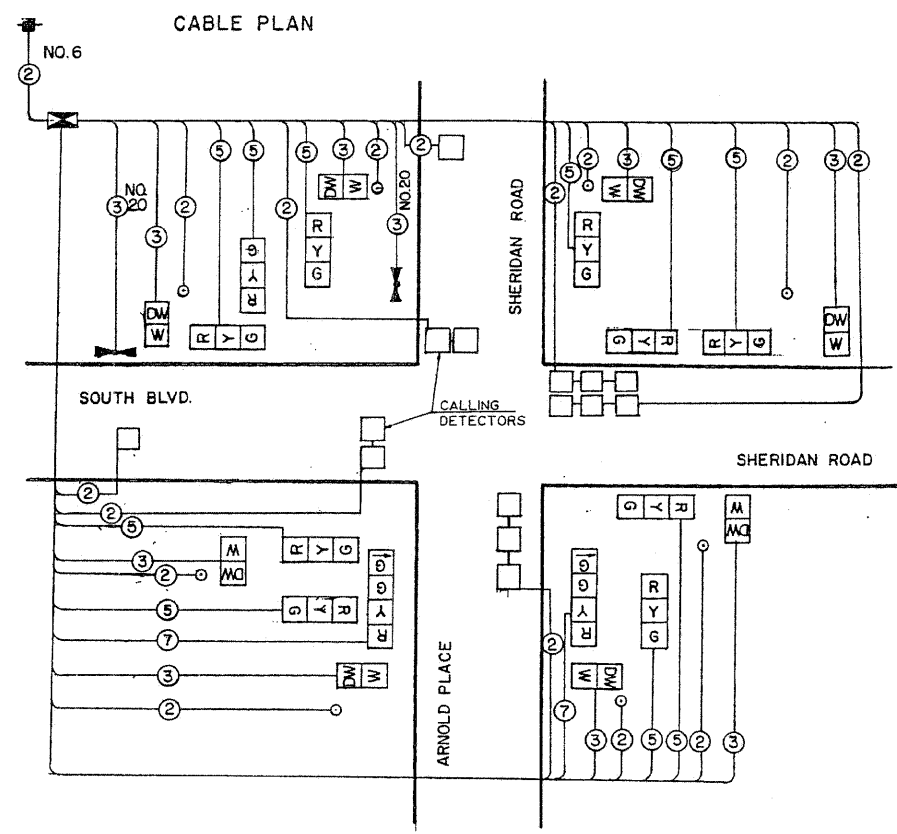 CABLE PLAN
NO. 6
2
2
5
5
3
2
2
5
2
3
5
5
2
3
2
NO.
20
3
2
2
3
NO. 20
3
DW W
W DW
R
Y
G
R
Y
G
G
Y
R
DW
W
R Y G
G Y R
R Y G
DW
W
SHERIDAN ROAD
SOUTH BLVD.
CALLING
DETECTORS
SHERIDAN ROAD
2
2
5
3
2
5
7
3
2
W
DW
R Y G
G Y R
G
G
Y
R
DW W
ARNOLD PLACE
G Y R
W
DW
G
G
Y
R
R
Y
G
W DW
2
7
3
2
5
5
2
3